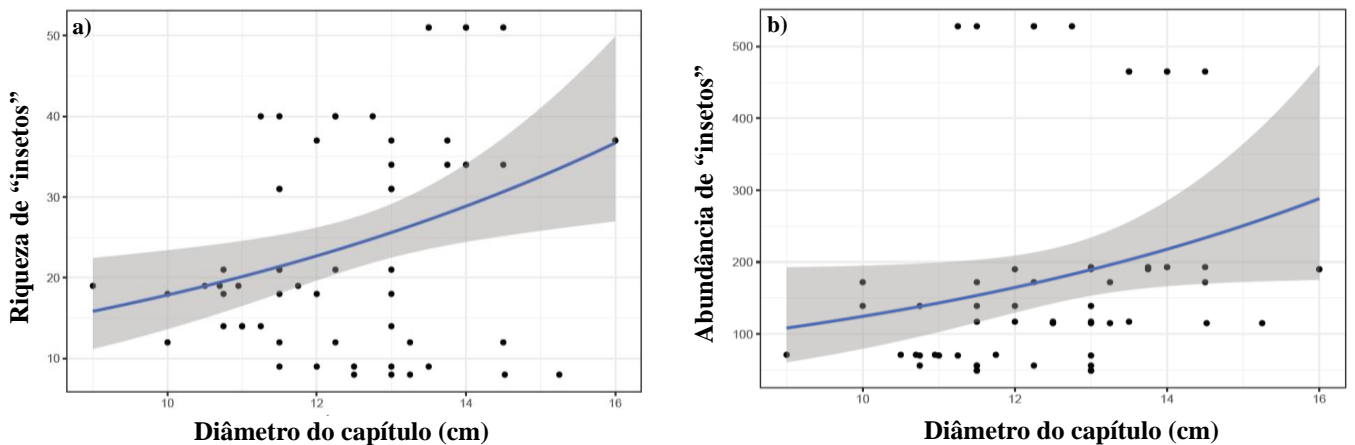 a)
Riqueza de “insetos”
50
40
30
20
10
10 12 14 16
Diâmetro do capítulo (cm)
b)
Abundância de “insetos”
500
400
300
200
100
10 12 14 16
Diâmetro do capítulo (cm)